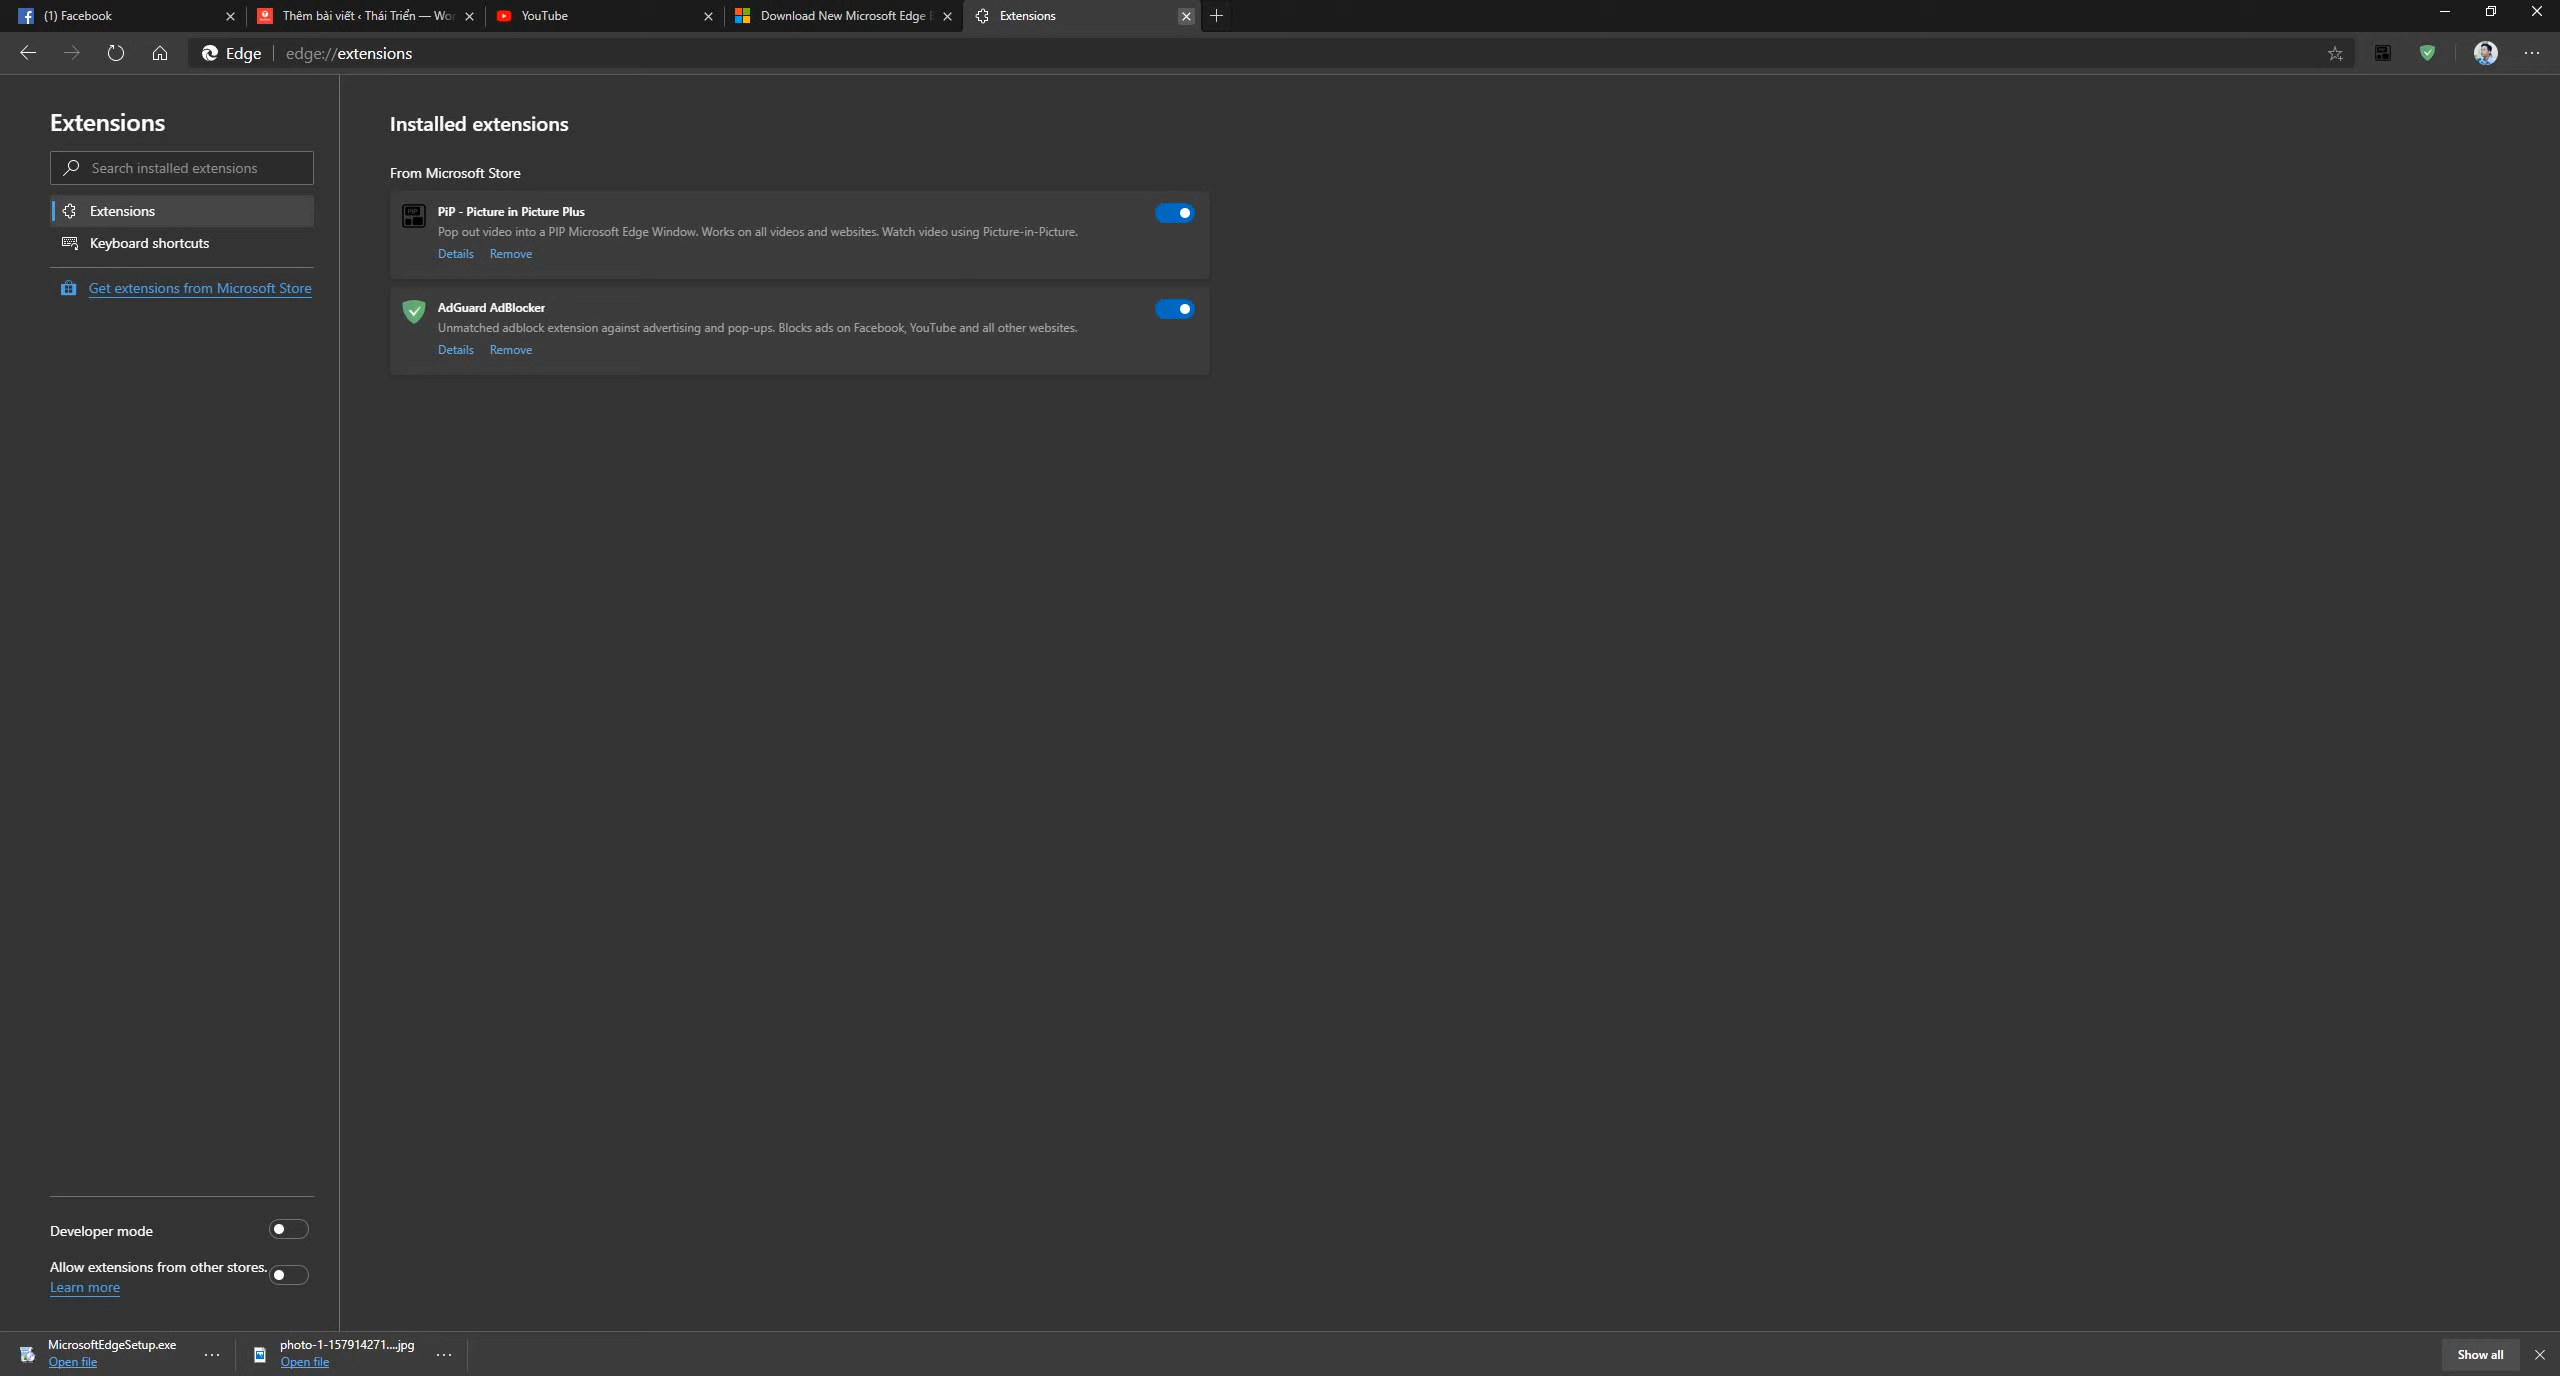 (1) Facebook
Thêm bài viết ‹ Thái Triển — Wor
YouTube
Download New Microsoft Edge
Extensions
Edge
edge://extensions
Extensions
Search installed extensions
Extensions
Keyboard shortcuts
Get extensions from Microsoft Store
Installed extensions
From Microsoft Store
PiP - Picture in Picture Plus
Pop out video into a PIP Microsoft Edge Window. Works on all videos and websites. Watch video using Picture-in-Picture.
Details Remove
AdGuard AdBlocker
Unmatched adblock extension against advertising and pop-ups. Blocks ads on Facebook, YouTube and all other websites.
Details Remove
Developer mode
Allow extensions from other stores.
Learn more
MicrosoftEdgeSetup.exe
Open file
photo-1-157914271....jpg
Open file
Show all